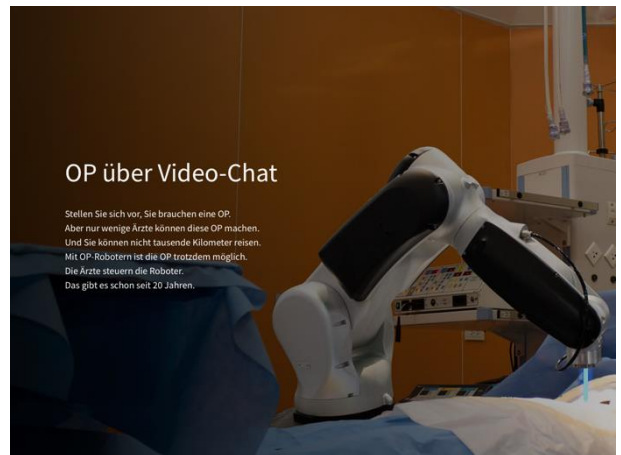 OP über Video-Chat
Stellen Sie sich vor, Sie brauchen eine OP.
Aber nur wenige Ärzte können diese OP machen.
Und Sie können nicht tausende Kilometer reisen.
Mit OP-Robotern ist die OP trotzdem möglich.
Die Ärzte steuern die Roboter.
Das gibt es schon seit 20 Jahren.